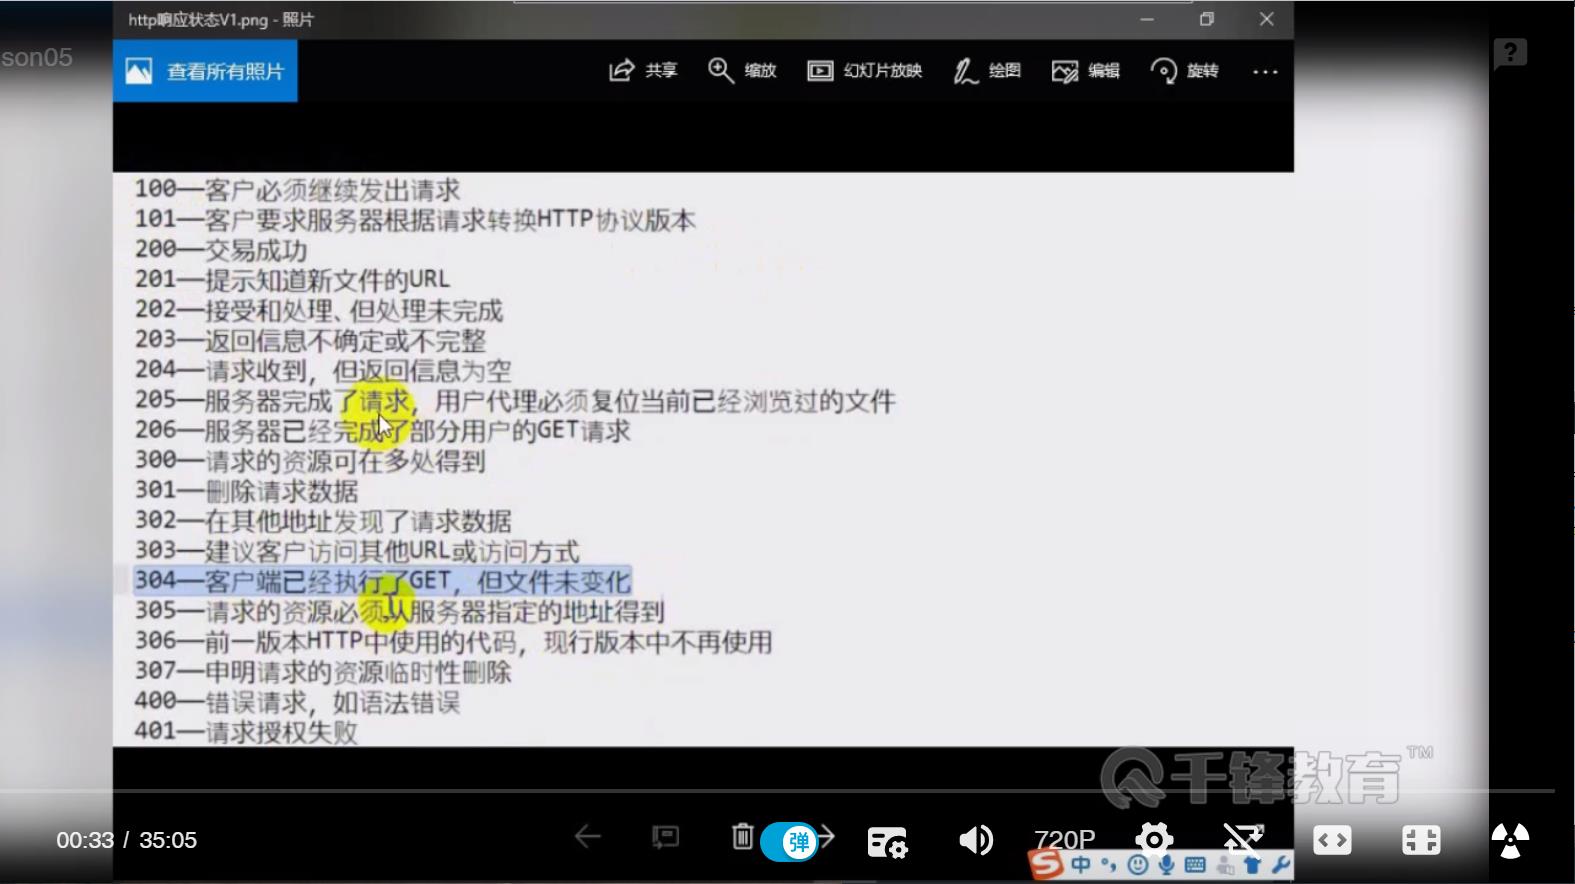 http响应状态V1.png - 照片
son05
?
查看所有照片
共享
缩放
幻灯片放映
绘图
编辑
旋转
100—客户必须继续发出请求
101—客户要求服务器根据请求转换HTTP协议版本
200—交易成功
201—提示知道新文件的URL
202—接受和处理、但处理未完成
203—返回信息不确定或不完整
204—请求收到，但返回信息为空
205—服务器完成了请求，用户代理必须复位当前已经浏览过的文件
206—服务器已经完成了部分用户的GET请求
300—请求的资源可在多处得到
301—删除请求数据
302—在其他地址发现了请求数据
303—建议客户访问其他URL或访问方式
304—客户端已经执行了GET，但文件未变化
305—请求的资源必须从服务器指定的地址得到
306—前一版本HTTP中使用的代码，现行版本中不再使用
307—申明请求的资源临时性删除
400—错误请求，如语法错误
401—请求授权失败
千锋教育™
00:33 / 35:05
弹
720P
S中